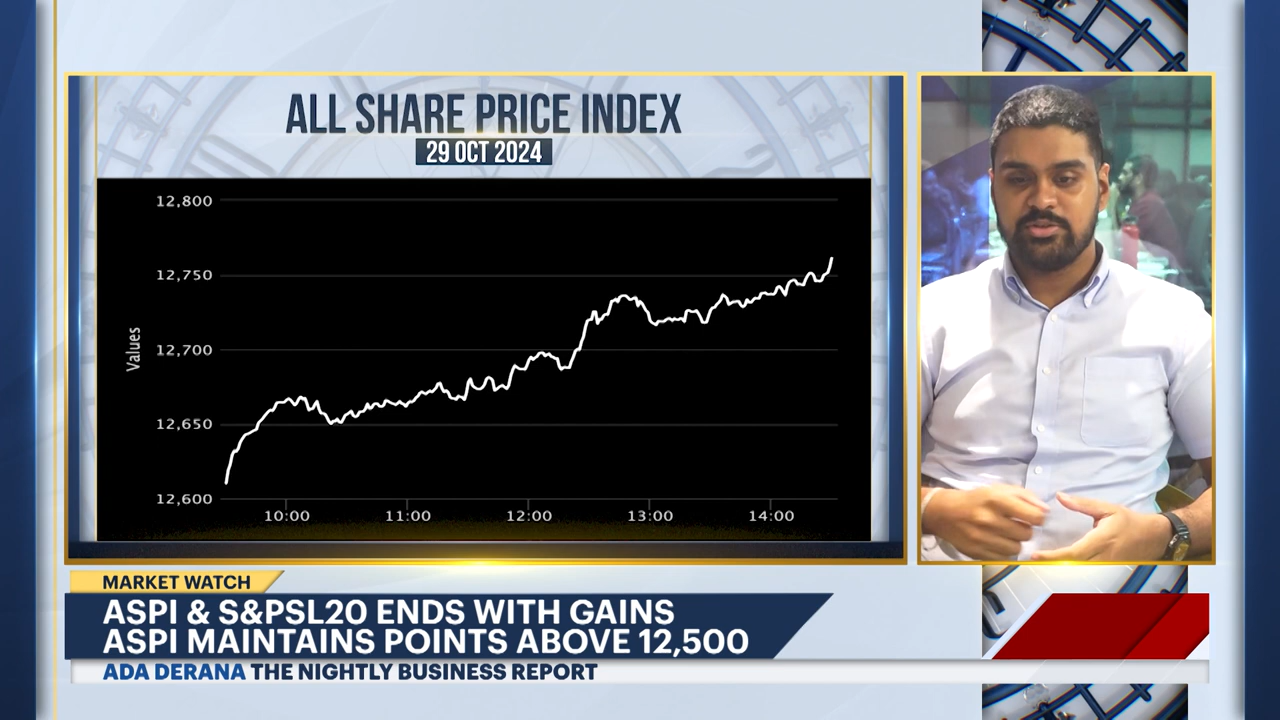 ALL SHARE PRICE INDEX
29 OCT 2024
12,800
12,750
12,700
12,650
12,600
Values
10:00 11:00 12:00 13:00 14:00
MARKET WATCH
ASPI & S&PSL20 ENDS WITH GAINS
ASPI MAINTAINS POINTS ABOVE 12,500
ADA DERANA THE NIGHTLY BUSINESS REPORT